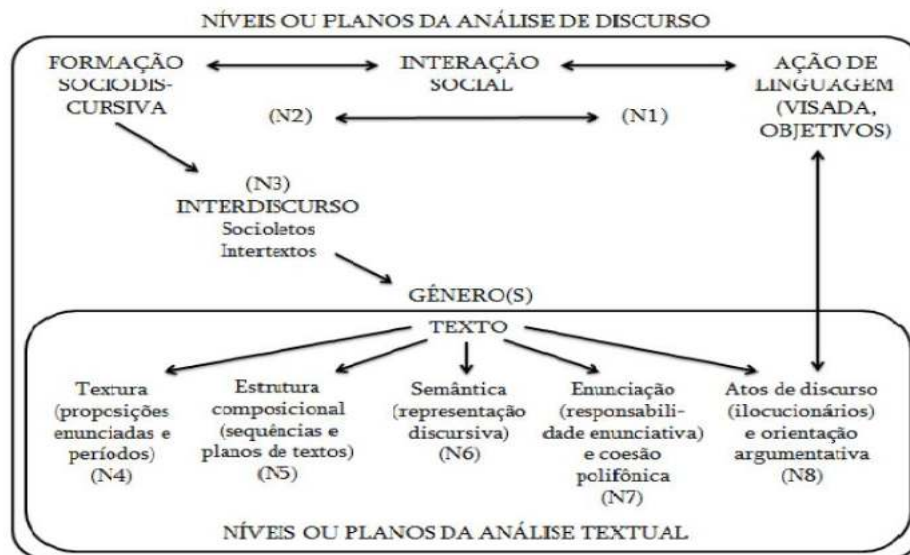 NÍVEIS OU PLANOS DA ANÁLISE DE DISCURSO
FORMAÇÃO
SOCIODIS-
CURSIVA
INTERAÇÃO
SOCIAL
AÇÃO DE
LINGUAGEM
(VISADA,
OBJETIVOS)
(N2)
(N1)
(N3)
INTERDISCURSO
Socioletos
Intertextos
GÊNERO(S)
TEXTO
Textura
(proposições
enunciadas e
períodos)
(N4)
Estrutura
composicional
(sequências e
planos de textos)
(N5)
Semântica
(representação
discursiva)
(N6)
Enunciação
(responsabili-
dade enunciativa)
e coesão
polifônica
(N7)
Atos de discurso
(ilocucionários)
e orientação
argumentativa
(N8)
NÍVEIS OU PLANOS DA ANÁLISE TEXTUAL